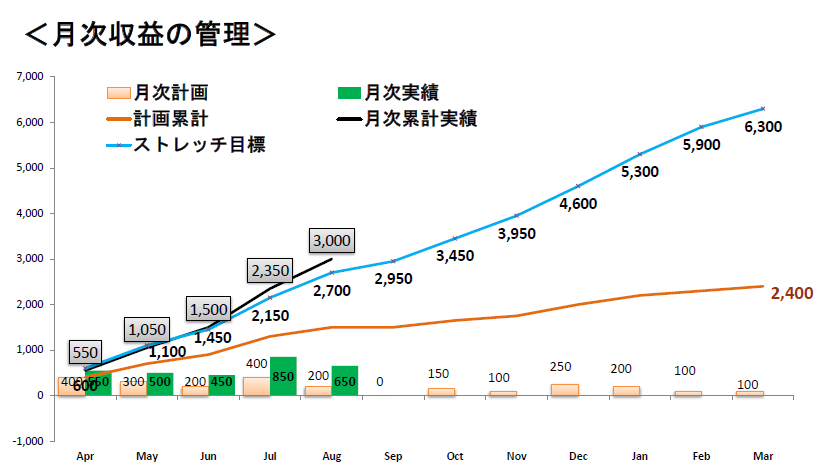 ＜月次収益の管理＞
7,000
6,000
5,000
4,000
3,000
2,000
1,000
0
-1,000
月次計画 月次実績
計画累計 月次累計実績
ストレッチ目標
550 1,050 1,500 2,350 3,000
600 1,100 1,450 2,150 2,700 2,950 3,450 3,950 4,600 5,300 5,900 6,300
2,400
400 300 200 400 200 0 150 100 250 200 100 100
550 500 450 850 650
Apr May Jun Jul Aug Sep Oct Nov Dec Jan Feb Mar